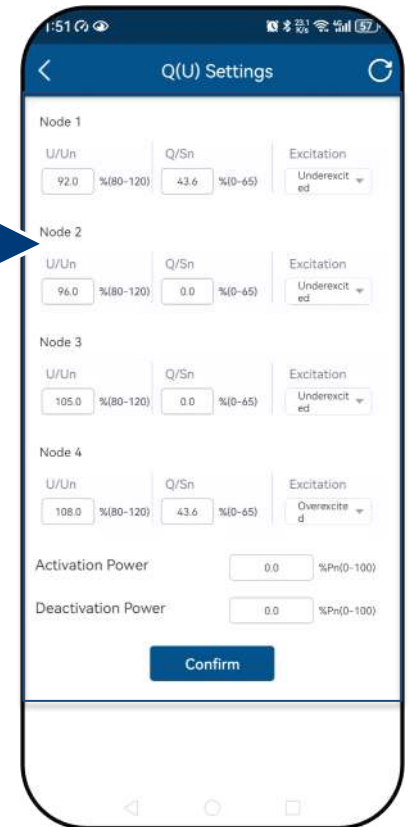 1:51 23.1 K/s 4G 57
Q(U) Settings
Node 1
U/Un Q/Sn Excitation
92.0 %(80-120) 43.6 %(0-65) Underexcit
ed
Node 2
U/Un Q/Sn Excitation
96.0 %(80-120) 0.0 %(0-65) Underexcit
ed
Node 3
U/Un Q/Sn Excitation
105.0 %(80-120) 0.0 %(0-65) Underexcit
ed
Node 4
U/Un Q/Sn Excitation
108.0 %(80-120) 43.6 %(0-65) Overexcite
d
Activation Power 0.0 %Pn(0-100)
Deactivation Power 0.0 %Pn(0-100)
Confirm